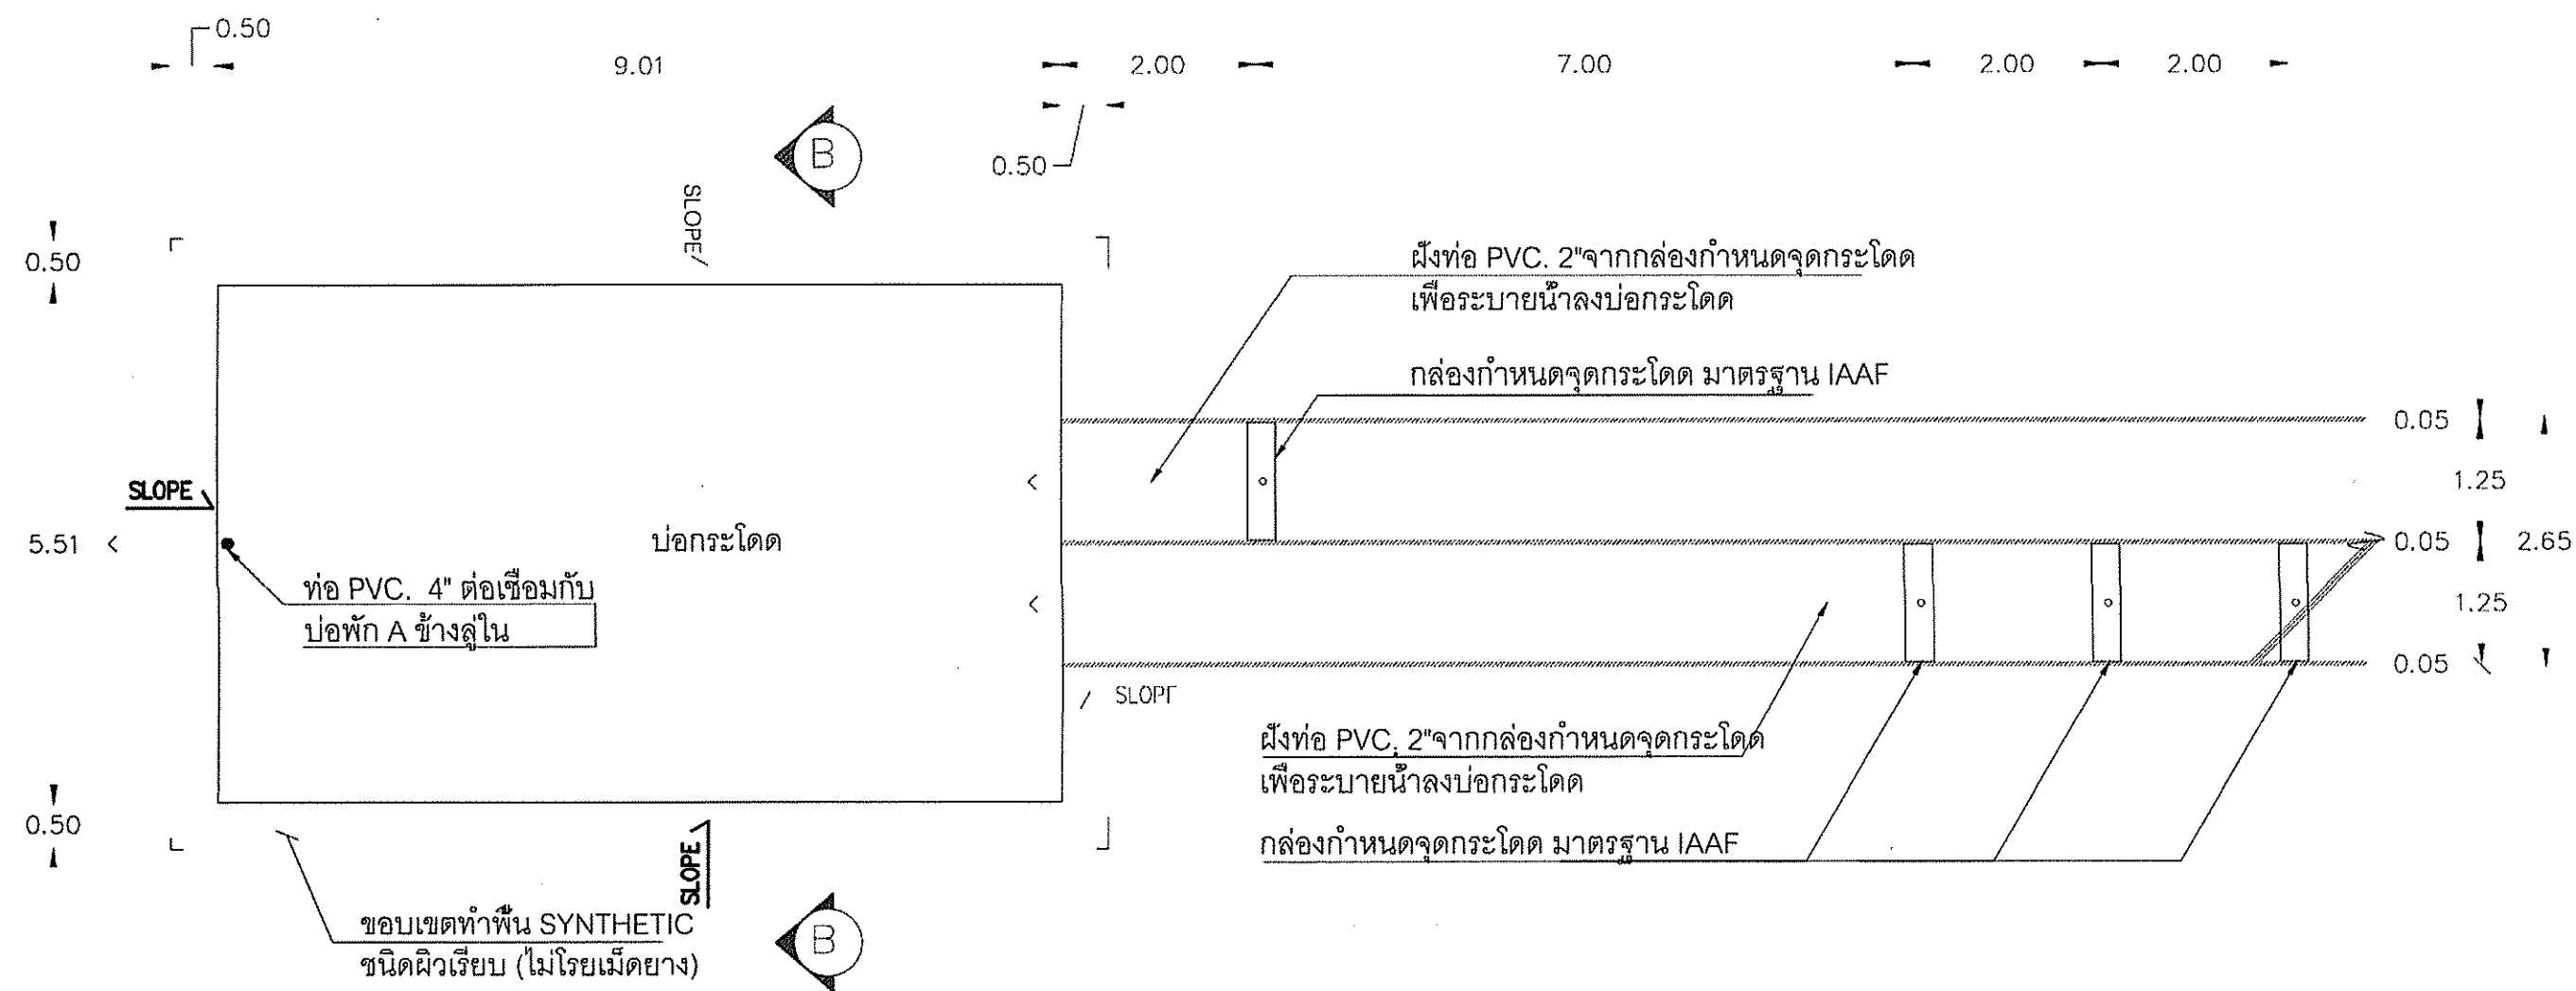 0.50
9.01
2.00
7.00
2.00
2.00
0.50
B
SLOPE
0.50
ฝังท่อ PVC. 2"จากกล่องกำหนดจุดกระโดด
เพื่อระบายน้ำลงบ่อกระโดด
กล่องกำหนดจุดกระโดด มาตรฐาน IAAF
0.05
1.25
SLOPE
5.51
บ่อกระโดด
0.05
2.65
ท่อ PVC. 4" ต่อเชื่อมกับ
บ่อพัก A ข้างลู่ใน
1.25
0.05
SLOPE
ฝังท่อ PVC. 2"จากกล่องกำหนดจุดกระโดด
เพื่อระบายน้ำลงบ่อกระโดด
0.50
กล่องกำหนดจุดกระโดด มาตรฐาน IAAF
SLOPE
ขอบเขตทำพื้น SYNTHETIC
ชนิดผิวเรียบ (ไม่โรยเม็ดยาง)
B